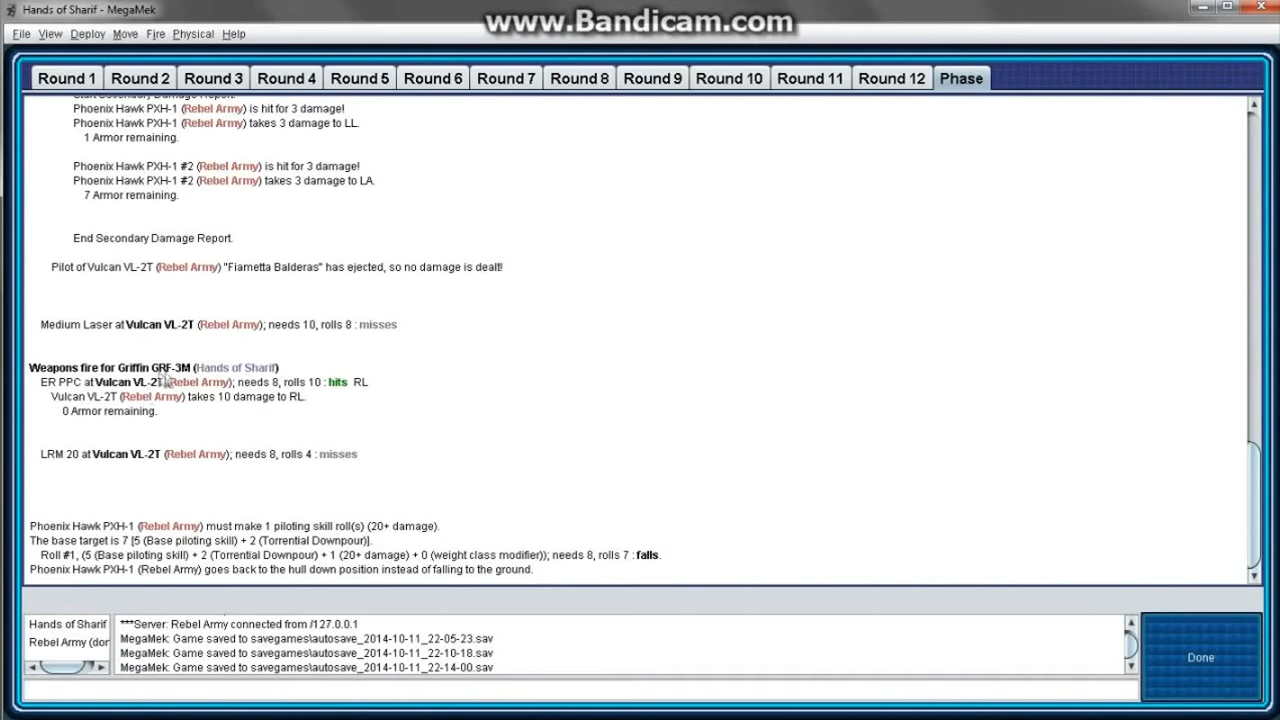 Hands of Sharif - MegaMek
www.Bandicam.com
File View Deploy Move Fire Physical Help
Round 1 Round 2 Round 3 Round 4 Round 5 Round 6 Round 7 Round 8 Round 9 Round 10 Round 11 Round 12 Phase
Start Secondary Damage Report:
Phoenix Hawk PXH-1 (Rebel Army) is hit for 3 damage!
Phoenix Hawk PXH-1 (Rebel Army) takes 3 damage to LL.
1 Armor remaining.
Phoenix Hawk PXH-1 #2 (Rebel Army) is hit for 3 damage!
Phoenix Hawk PXH-1 #2 (Rebel Army) takes 3 damage to LA.
7 Armor remaining.
End Secondary Damage Report.
Pilot of Vulcan VL-2T (Rebel Army) "Fiametta Balderas" has ejected, so no damage is dealt!
Medium Laser at Vulcan VL-2T (Rebel Army); needs 10, rolls 8 : misses
Weapons fire for Griffin GRF-3M (Hands of Sharif)
ER PPC at Vulcan VL-2T (Rebel Army); needs 8, rolls 10 : hits RL
Vulcan VL-2T (Rebel Army) takes 10 damage to RL.
0 Armor remaining.
LRM 20 at Vulcan VL-2T (Rebel Army); needs 8, rolls 4 : misses
Phoenix Hawk PXH-1 (Rebel Army) must make 1 piloting skill roll(s) (20+ damage).
The base target is 7 [5 (Base piloting skill) + 2 (Torrential Downpour)].
Roll #1, (5 (Base piloting skill) + 2 (Torrential Downpour) + 1 (20+ damage) + 0 (weight class modifier)); needs 8, rolls 7 : falls.
Phoenix Hawk PXH-1 (Rebel Army) goes back to the hull down position instead of falling to the ground.
Hands of Sharif
Rebel Army (dor
***Server: Rebel Army connected from /127.0.0.1
MegaMek: Game saved to savegames\autosave_2014-10-11_22-05-23.sav
MegaMek: Game saved to savegames\autosave_2014-10-11_22-10-18.sav
MegaMek: Game saved to savegames\autosave_2014-10-11_22-14-00.sav
Done